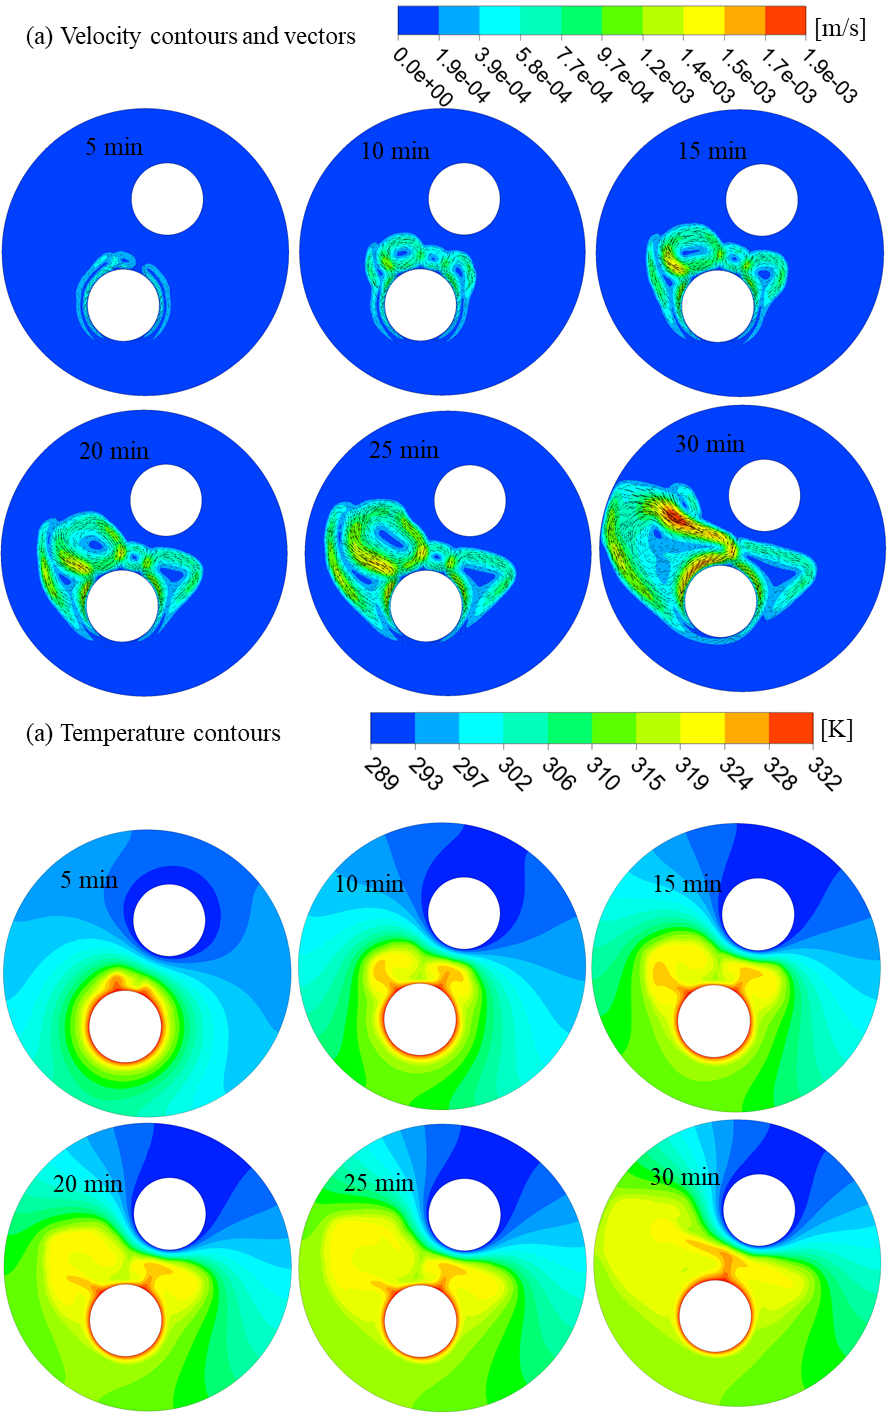 (a) Velocity contours and vectors
[m/s]
0.0e+00 1.9e-04 3.9e-04 5.8e-04 7.7e-04 9.7e-04 1.2e-03 1.4e-03 1.5e-03 1.7e-03 1.9e-03
5 min 10 min 15 min
20 min 25 min 30 min
(a) Temperature contours
[K]
289 293 297 302 306 310 315 319 324 328 332
5 min 10 min 15 min
20 min 25 min 30 min